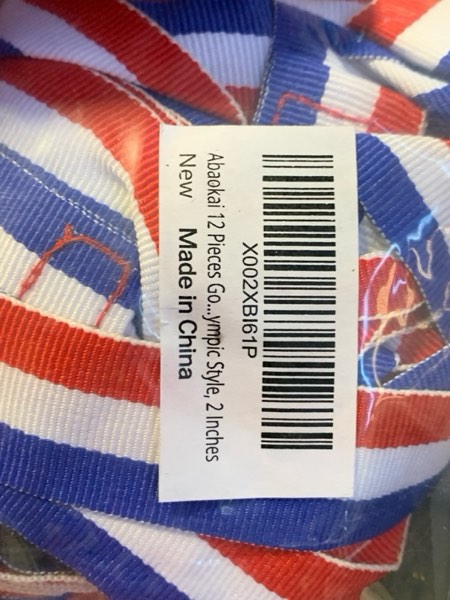 X002XBI61P
Abaokai 12 Pieces Go...ympic Style, 2 Inches
New Made in China